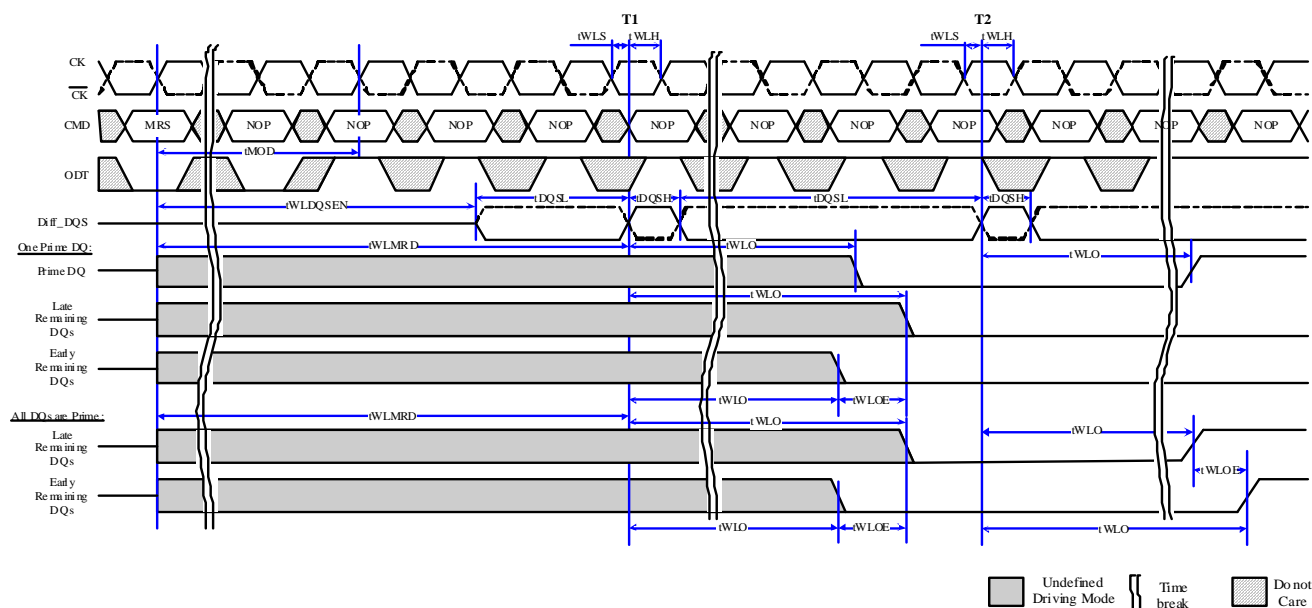 T1 T2
tWLS tWLH tWLS tWLH
CK
CK
CMD MRS NOP NOP NOP NOP NOP NOP NOP NOP NOP NOP NOP
tMOD
ODT
tWLDQSEN tDQSL tDQSH tDQSL tDQSH
Diff_DQS
One Prime DQ: tWLMRD tWLO
tWLO
Prime DQ
tWLO
Late
Remaining
DQs
Early
Remaining
DQs
tWLO tWLOE
All DQs are Prime: tWLMRD tWLO
Late
Remaining
DQs
tWLO
tWLOE
Early
Remaining
DQs
tWLO tWLOE tWLO
Undefined
Driving Mode
Time
break
Do not
Care